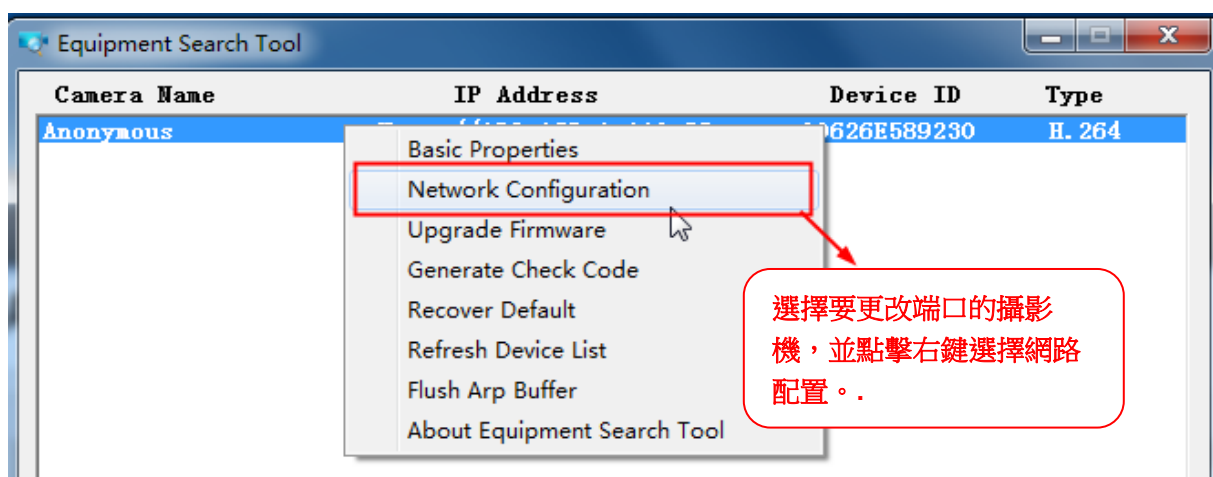 Equipment Search Tool
Camera Name IP Address Device ID Type
Anonymous 0626E589230 H.264
Basic Properties
Network Configuration
Upgrade Firmware
Generate Check Code
Recover Default
Refresh Device List
Flush Arp Buffer
About Equipment Search Tool
選擇要更改端口的攝影
機，並點擊右鍵選擇網路
配置。.